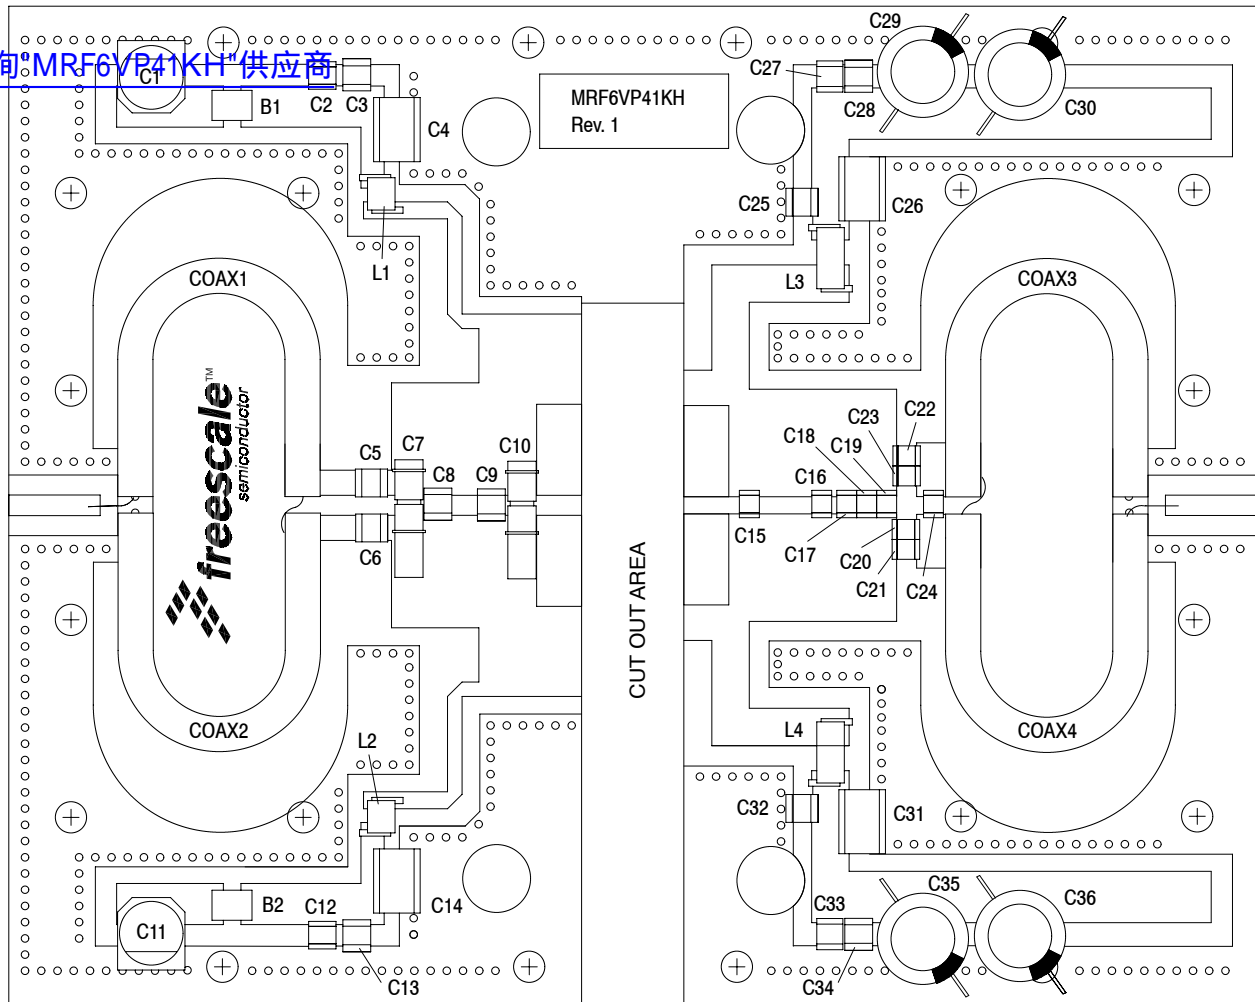 询"MRF6VP41KH"供应商
C1
B1
C2
C3
C4
L1
COAX1
MRF6VP41KH
Rev. 1
C27
C28
C29
C30
C25
C26
L3
COAX3
freescale™
semiconductor
C5
C7
C8
C9
C10
C6
CUT OUT AREA
C15
C16
C17
C18
C19
C23
C22
C20
C21
C24
COAX2
L2
B2
C11
C12
C13
C14
L4
C32
C31
COAX4
C33
C34
C35
C36